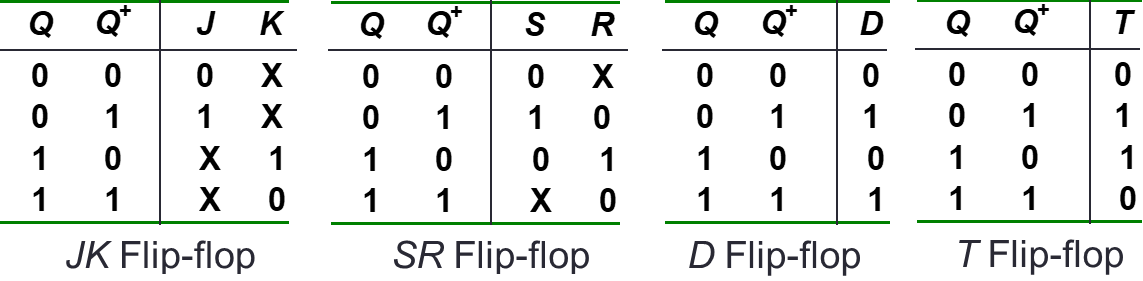 Q Q+ J K Q Q+ S R Q Q+ D Q Q+ T
0 0 0 X 0 0 0 X 0 0 0 0 0 0
0 1 1 X 0 1 1 0 0 1 1 0 1 1
1 0 X 1 1 0 0 1 1 0 0 1 0 1
1 1 X 0 1 1 X 0 1 1 1 1 1 0
JK Flip-flop SR Flip-flop D Flip-flop T Flip-flop